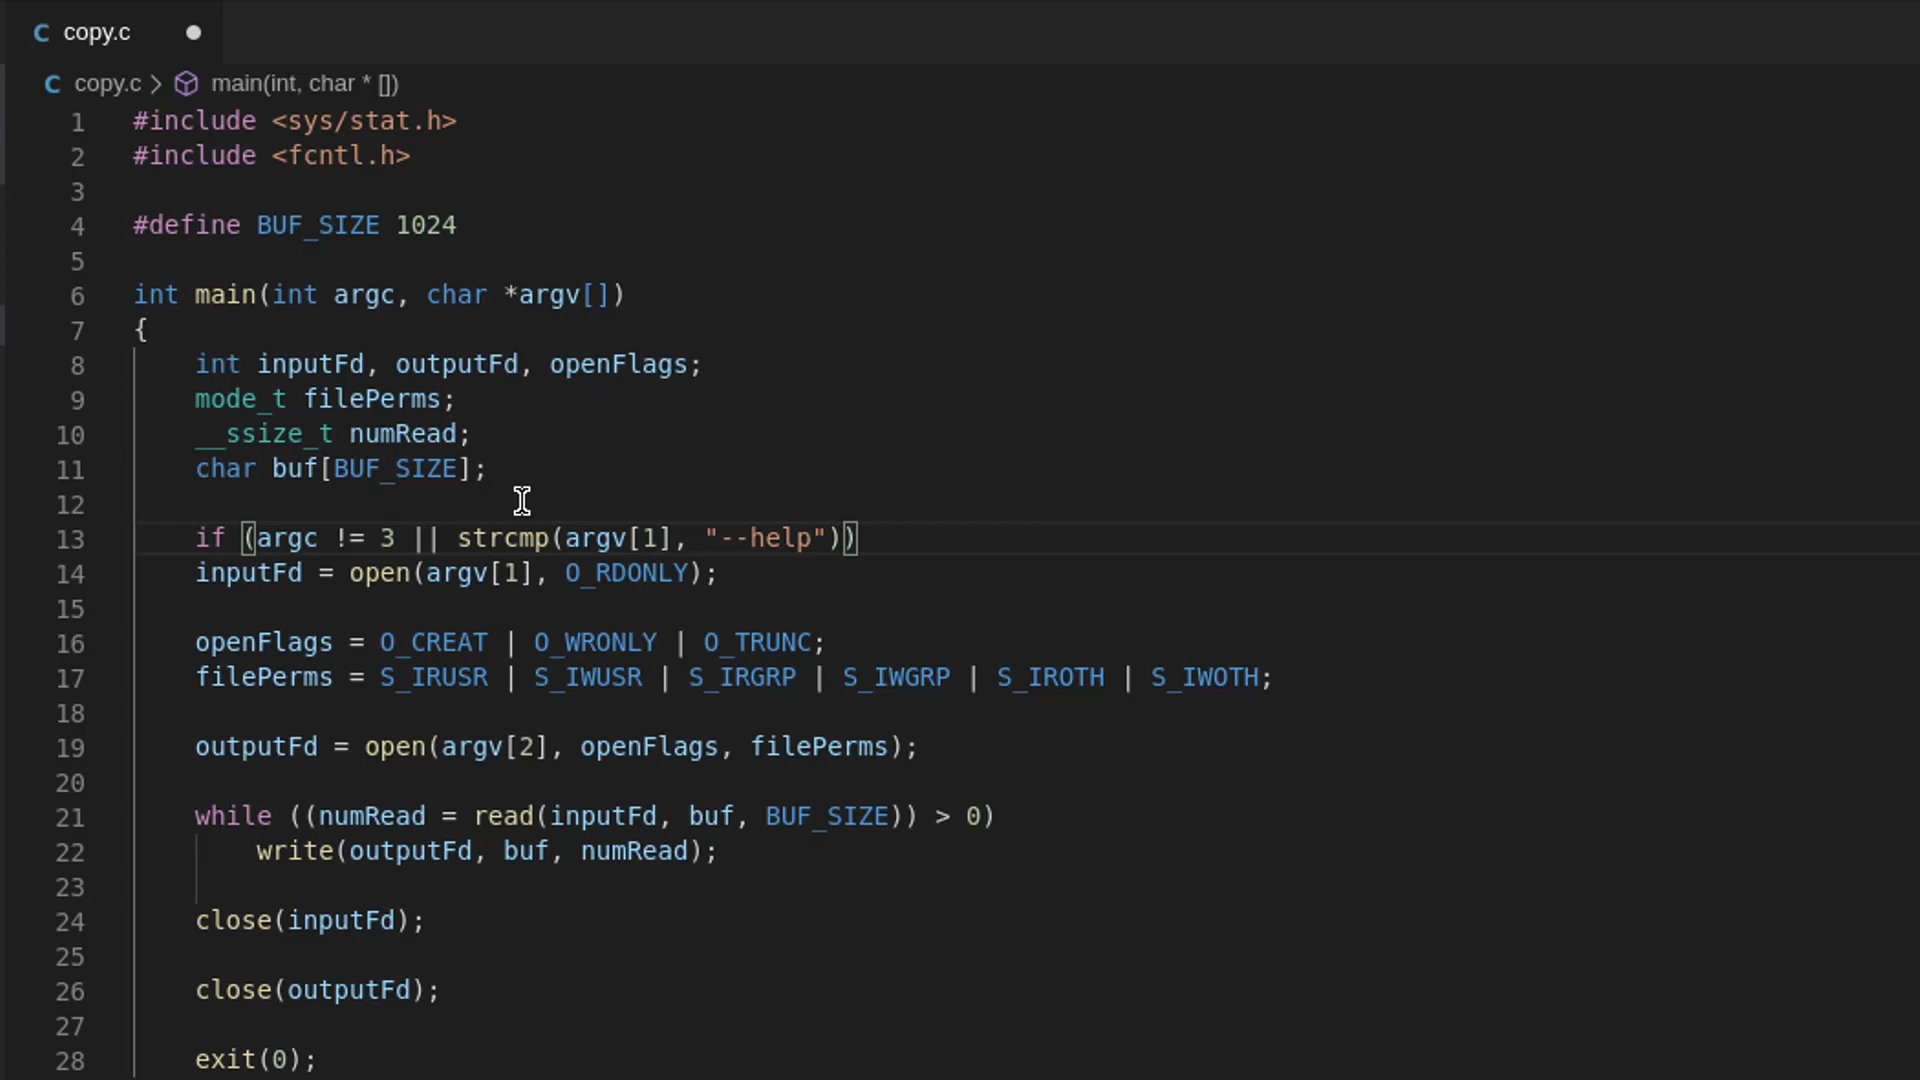 copy.c
copy.c > main(int, char * [])
1 #include <sys/stat.h>
2 #include <fcntl.h>
3
4 #define BUF_SIZE 1024
5
6 int main(int argc, char *argv[])
7 {
8     int inputFd, outputFd, openFlags;
9     mode_t filePerms;
10     __ssize_t numRead;
11     char buf[BUF_SIZE];
12
13     if (argc != 3 || strcmp(argv[1], "--help"))
14     inputFd = open(argv[1], O_RDONLY);
15
16     openFlags = O_CREAT | O_WRONLY | O_TRUNC;
17     filePerms = S_IRUSR | S_IWUSR | S_IRGRP | S_IWGRP | S_IROTH | S_IWOTH;
18
19     outputFd = open(argv[2], openFlags, filePerms);
20
21     while ((numRead = read(inputFd, buf, BUF_SIZE)) > 0)
22         write(outputFd, buf, numRead);
23
24     close(inputFd);
25
26     close(outputFd);
27
28     exit(0);